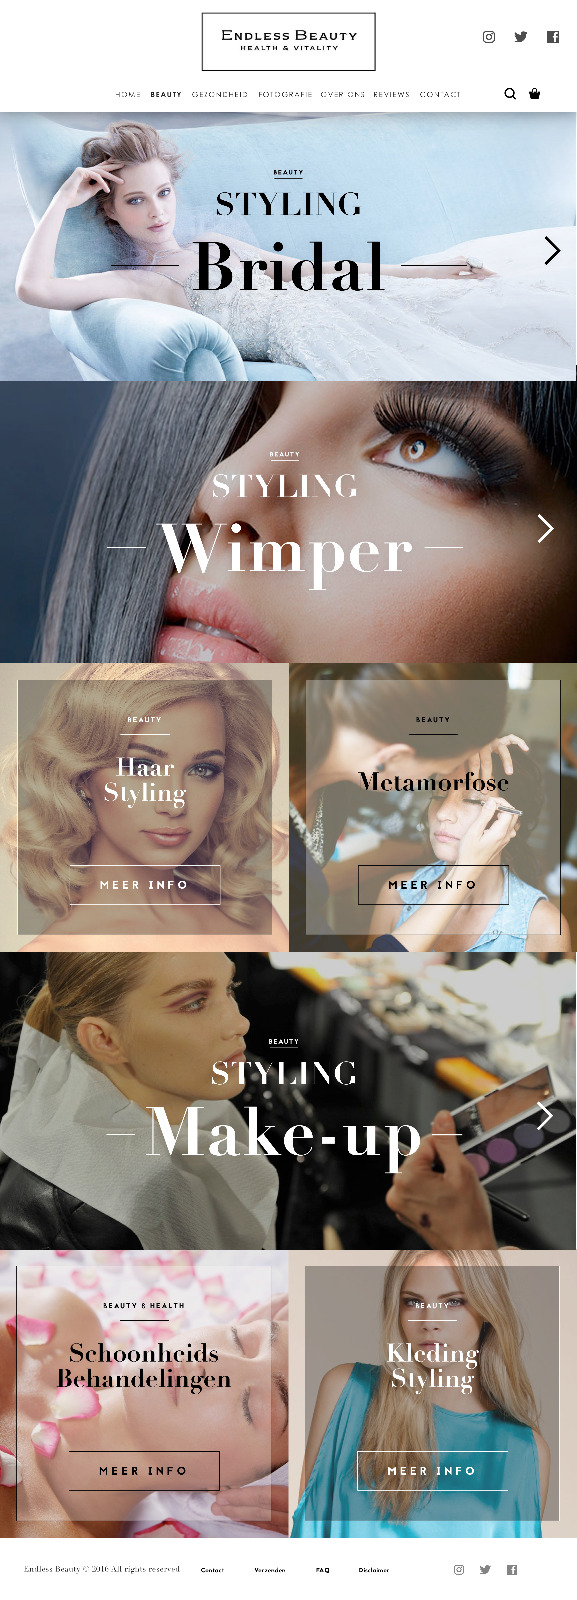 ENDLESS BEAUTY
HEALTH & VITALITY
HOME BEAUTY GEZONDHEID FOTOGRAFIE OVER ONS REVIEWS CONTACT
BEAUTY
STYLING
Bridal
BEAUTY
STYLING
Wimper
BEAUTY
Haar
Styling
MEER INFO
BEAUTY
Metamorfose
MEER INFO
BEAUTY
STYLING
Make-up
BEAUTY & HEALTH
Schoonheids
Behandelingen
MEER INFO
BEAUTY
Kleding
Styling
MEER INFO
Endless Beauty © 2016 All rights reserved Contact Verzenden FAQ Disclaimer